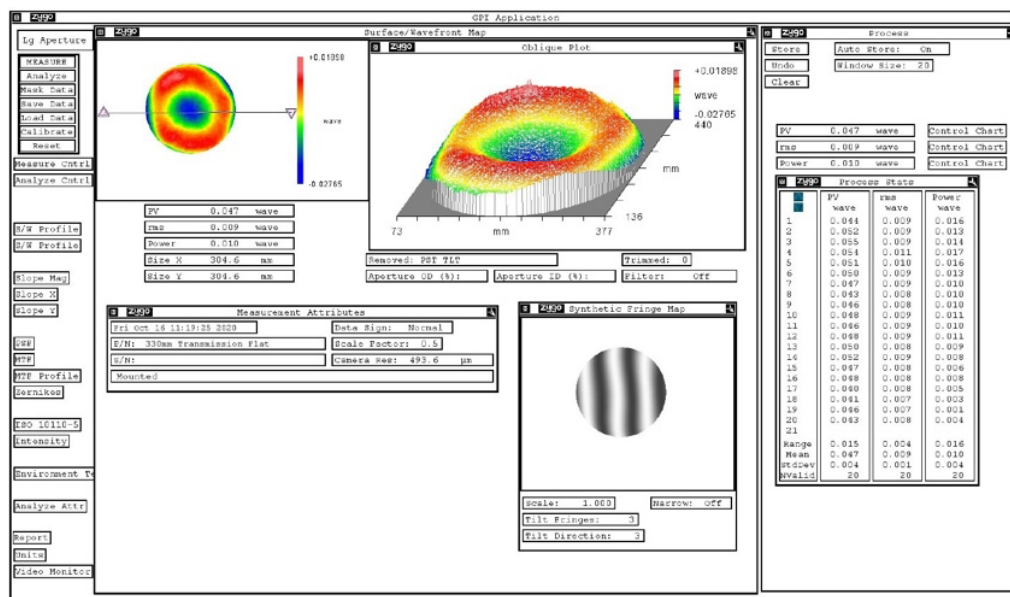 zygo GPI Application
Lg Aperture
MEASURE
Analyze
Mask Data
Save Data
Load Data
Calibrate
Reset
Measure Cntrl
Analyze Cntrl
S/W Profile
S/W Profile
Slope Mag
Slope X
Slope Y
PSF
MTF
MTF Profile
Zernikes
ISO 10110-5
Intensity
Environment Te
Analyze Attr
Report
Units
Video Monitor
zygo Surface/Wavefront Map
+0.01898
wave
-0.02765
PV 0.047 wave
rms 0.009 wave
Power 0.010 wave
Size X 304.6 mm
Size Y 304.6 mm
zygo Oblique Plot
+0.01898
wave
-0.02765
440
mm
136
73 mm 377
Removed: PST TLT Trimmed: 0
Aperture OD (%): Aperture ID (%): Filter: Off
zygo Measurement Attributes
Fri Oct 16 11:19:25 2020 Data Sign: Normal
P/N: 330mm Transmission Flat Scale Factor: 0.5
S/N: Camera Res: 493.6 µm
Mounted
zygo Synthetic Fringe Map
Scale: 1.000 Narrow: Off
Tilt Fringes: 3
Tilt Direction: 3
zygo Process
Store Auto Store: On
Undo Window Size: 20
Clear
PV 0.047 wave Control Chart
rms 0.009 wave Control Chart
Power 0.010 wave Control Chart
zygo Process Stats
PV rms Power
wave wave wave
1 0.044 0.009 0.016
2 0.052 0.009 0.013
3 0.055 0.009 0.014
4 0.054 0.011 0.017
5 0.051 0.010 0.016
6 0.050 0.009 0.013
7 0.047 0.009 0.010
8 0.043 0.008 0.010
9 0.046 0.008 0.010
10 0.048 0.009 0.011
11 0.046 0.009 0.010
12 0.048 0.009 0.011
13 0.050 0.008 0.009
14 0.052 0.009 0.008
15 0.047 0.008 0.006
16 0.048 0.008 0.008
17 0.040 0.008 0.005
18 0.041 0.007 0.003
19 0.046 0.007 0.001
20 0.043 0.008 0.004
21
Range 0.015 0.004 0.016
Mean 0.047 0.009 0.010
StdDev 0.004 0.001 0.004
NValid 20 20 20